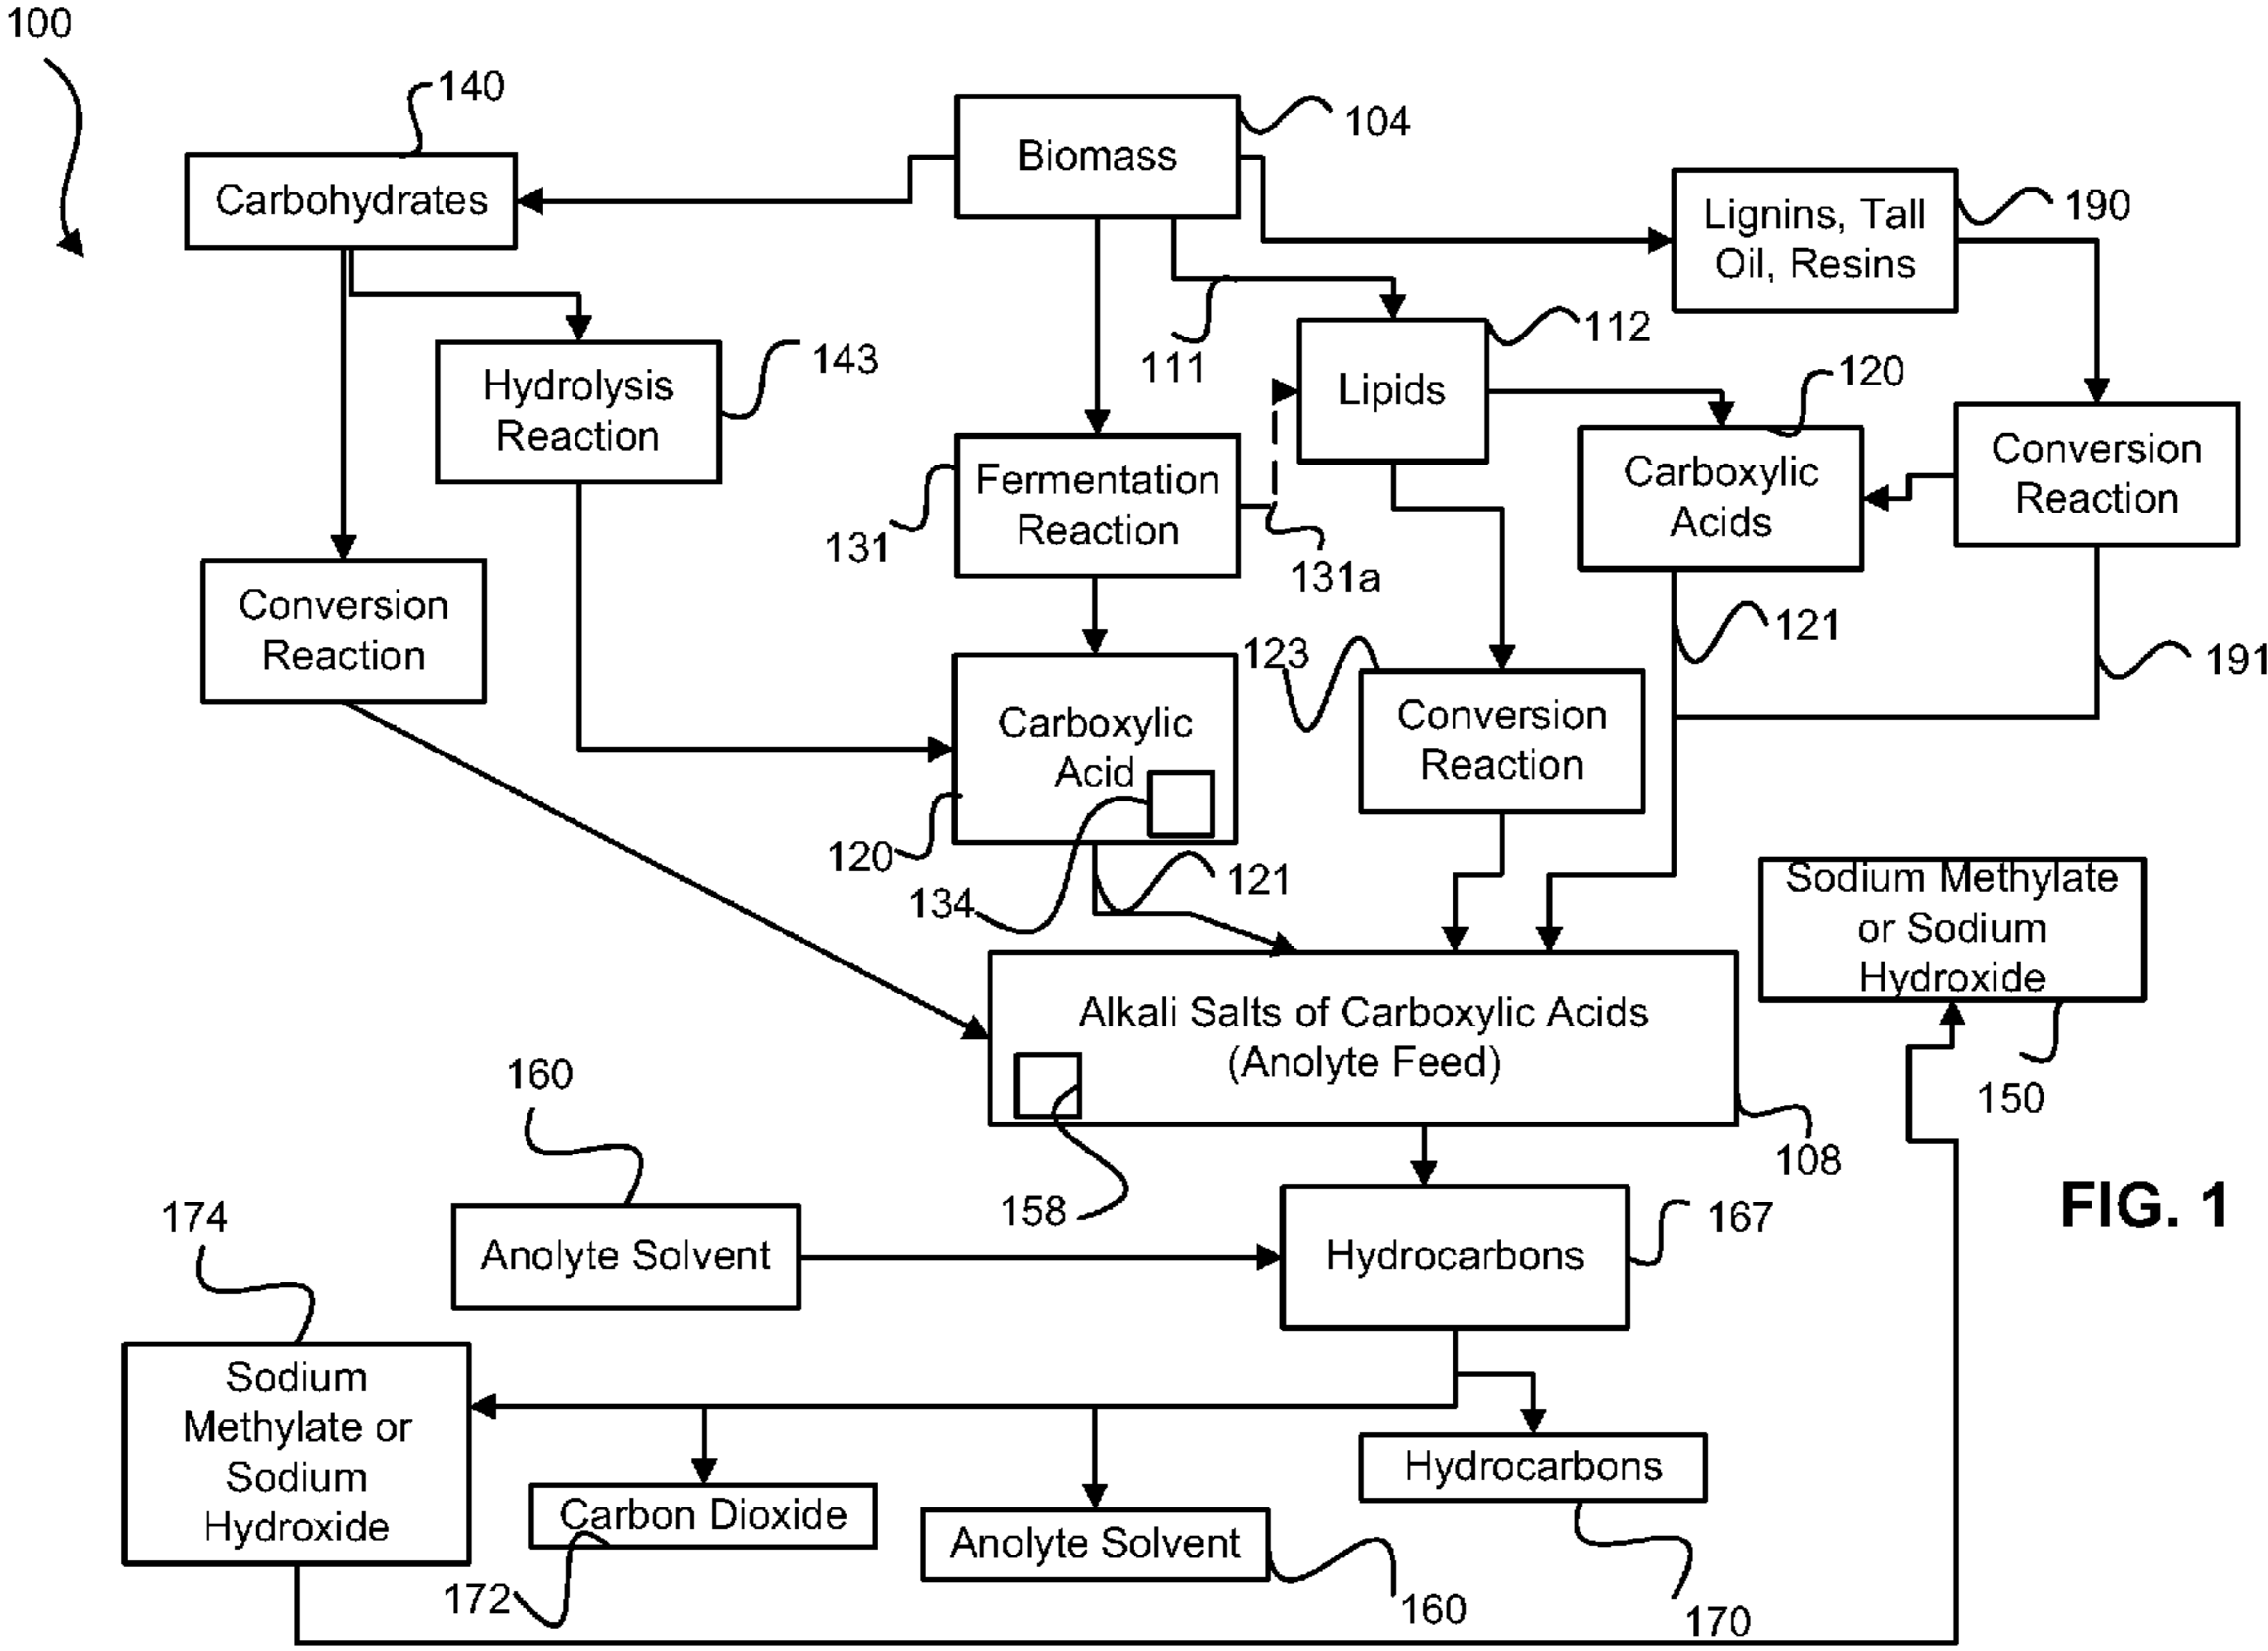 100
140
104
Biomass
Carbohydrates
Lignins, Tall
Oil, Resins
190
111
112
Lipids
143
Hydrolysis
Reaction
120
Carboxylic
Acids
Conversion
Reaction
Fermentation
Reaction
131
131a
Conversion
Reaction
121
191
123
Conversion
Reaction
Carboxylic
Acid
120
134
121
Sodium Methylate
or Sodium
Hydroxide
150
Alkali Salts of Carboxylic Acids
(Anolyte Feed)
108
158
160
Anolyte Solvent
Hydrocarbons
167
FIG. 1
174
Sodium
Methylate or
Sodium
Hydroxide
Carbon Dioxide
172
Anolyte Solvent
160
Hydrocarbons
170